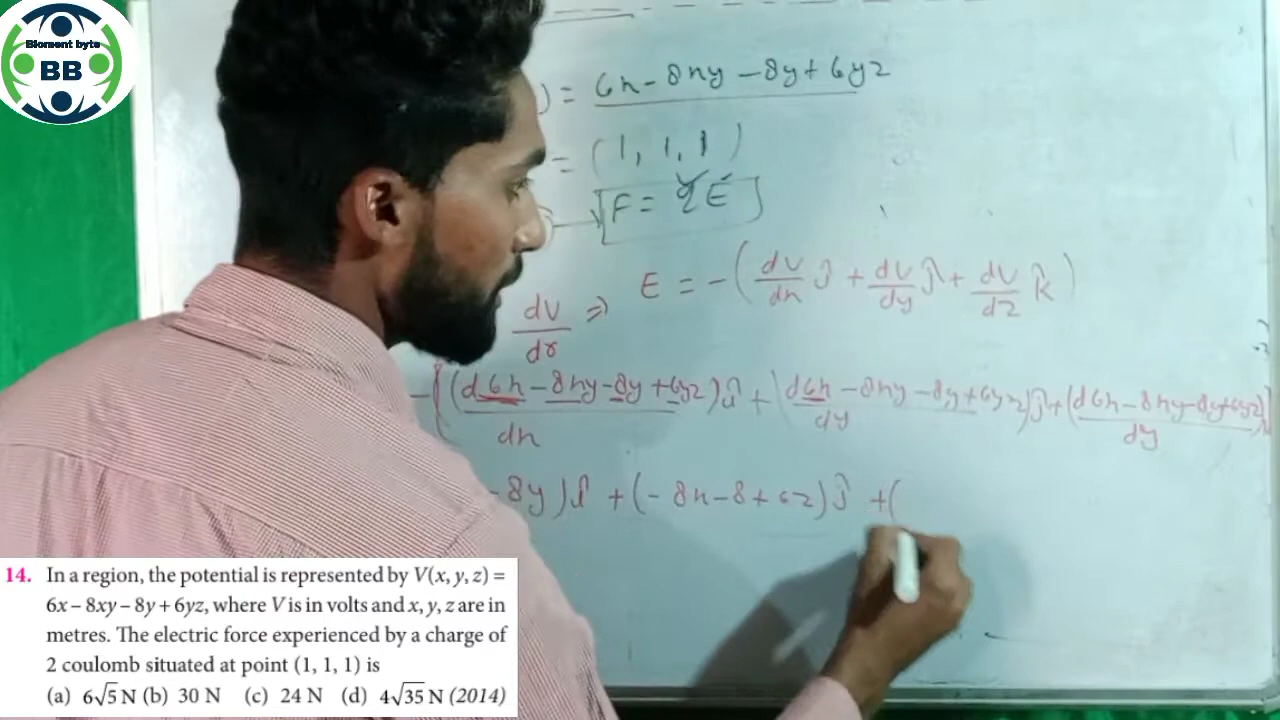 Bioment byte
BB
) = 6x - 8xy - 8y + 6yz
= (1, 1, 1)
F = qE
E = -(dv/dx î + dv/dy ĵ + dv/dz k̂)
dv/dr ⇒
-{(d6x - 8xy - 8y + 6yz)/dx î + (d6x - 8xy - 8y + 6yz)/dy ĵ + (d6x - 8xy - 8y + 6yz)/dy
- 8y) î + (- 8x - 8 + 6z) ĵ + (
14. In a region, the potential is represented by V(x, y, z) =
6x – 8xy – 8y + 6yz, where V is in volts and x, y, z are in
metres. The electric force experienced by a charge of
2 coulomb situated at point (1, 1, 1) is
(a) 6√5 N (b) 30 N (c) 24 N (d) 4√35 N (2014)